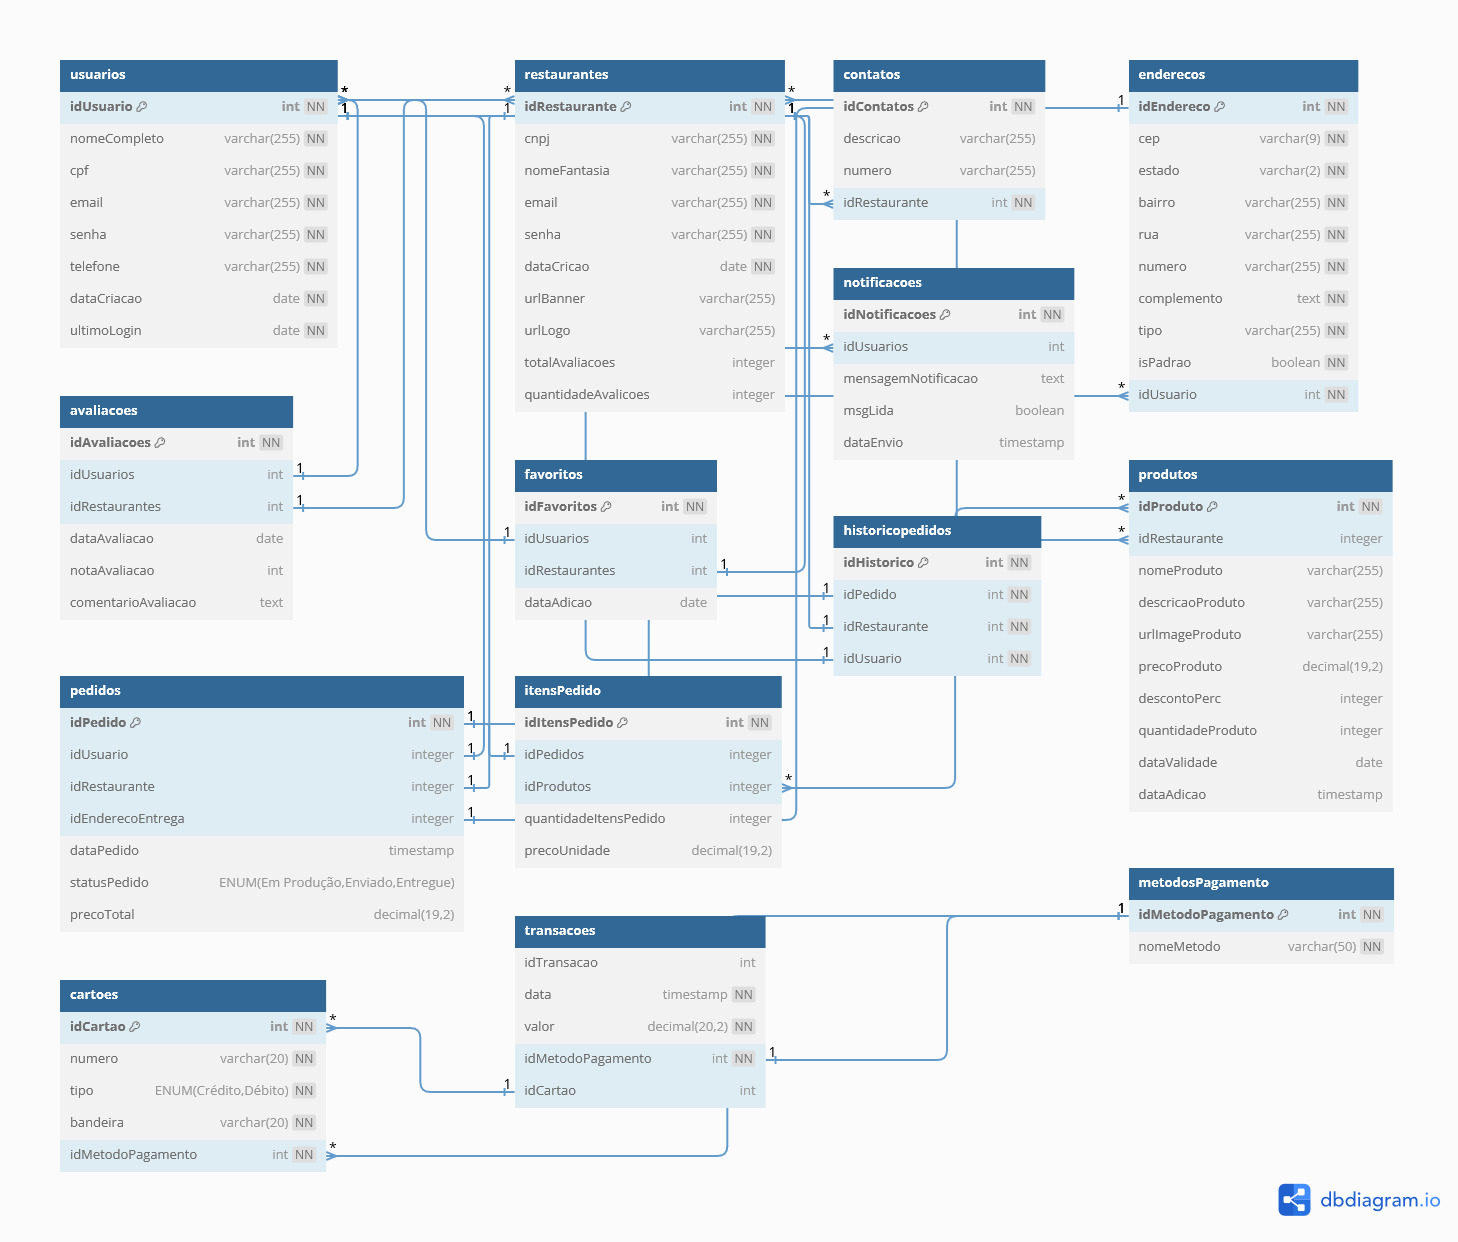 usuarios
idUsuario int NN
nomeCompleto varchar(255) NN
cpf varchar(255) NN
email varchar(255) NN
senha varchar(255) NN
telefone varchar(255) NN
dataCriacao date NN
ultimoLogin date NN
* 1
* 1
restaurantes
idRestaurante int NN
cnpj varchar(255) NN
nomeFantasia varchar(255) NN
email varchar(255) NN
senha varchar(255) NN
dataCricao date NN
urlBanner varchar(255)
urlLogo varchar(255)
totalAvaliacoes integer
quantidadeAvalicoes integer
* 1
contatos
idContatos int NN
descricao varchar(255)
numero varchar(255)
* idRestaurante int NN
enderecos
1 idEndereco int NN
cep varchar(9) NN
estado varchar(2) NN
bairro varchar(255) NN
rua varchar(255) NN
numero varchar(255) NN
complemento text NN
tipo varchar(255) NN
isPadrao boolean NN
* idUsuario int NN
notificacoes
idNotificacoes int NN
* idUsuarios int
mensagemNotificacao text
msgLida boolean
dataEnvio timestamp
avaliacoes
idAvaliacoes int NN
idUsuarios int 1
idRestaurantes int 1
dataAvaliacao date
notaAvaliacao int
comentarioAvaliacao text
favoritos
idFavoritos int NN
1 idUsuarios int
idRestaurantes int 1
dataAdicao date
historicopedidos
idHistorico int NN
1 idPedido int NN
1 idRestaurante int NN
1 idUsuario int NN
produtos
* idProduto int NN
* idRestaurante integer
nomeProduto varchar(255)
descricaoProduto varchar(255)
urlImageProduto varchar(255)
precoProduto decimal(19,2)
descontoPerc integer
quantidadeProduto integer
dataValidade date
dataAdicao timestamp
pedidos
idPedido int NN 1
idUsuario integer 1
idRestaurante integer 1
idEnderecoEntrega integer 1
dataPedido timestamp
statusPedido ENUM(Em Produção,Enviado,Entregue)
precoTotal decimal(19,2)
itensPedido
idItensPedido int NN
1 idPedidos integer
idProdutos integer *
quantidadeItensPedido integer
precoUnidade decimal(19,2)
metodosPagamento
1 idMetodoPagamento int NN
nomeMetodo varchar(50) NN
transacoes
idTransacao int
data timestamp NN
valor decimal(20,2) NN
idMetodoPagamento int NN 1
1 idCartao int
cartoes
idCartao int NN *
numero varchar(20) NN
tipo ENUM(Crédito,Débito) NN
bandeira varchar(20) NN
idMetodoPagamento int NN *
dbdiagram.io